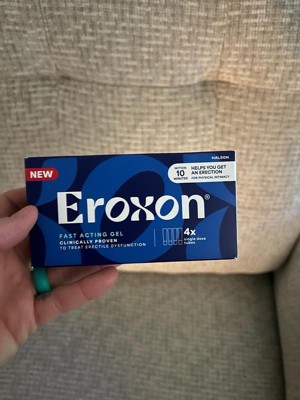 HALEON
NEW
WITHIN
10
MINUTES
HELPS YOU GET
AN ERECTION
FOR PHYSICAL INTIMACY
Eroxon®
FAST ACTING GEL
CLINICALLY PROVEN
TO TREAT ERECTILE DYSFUNCTION
4x
single dose
tubes